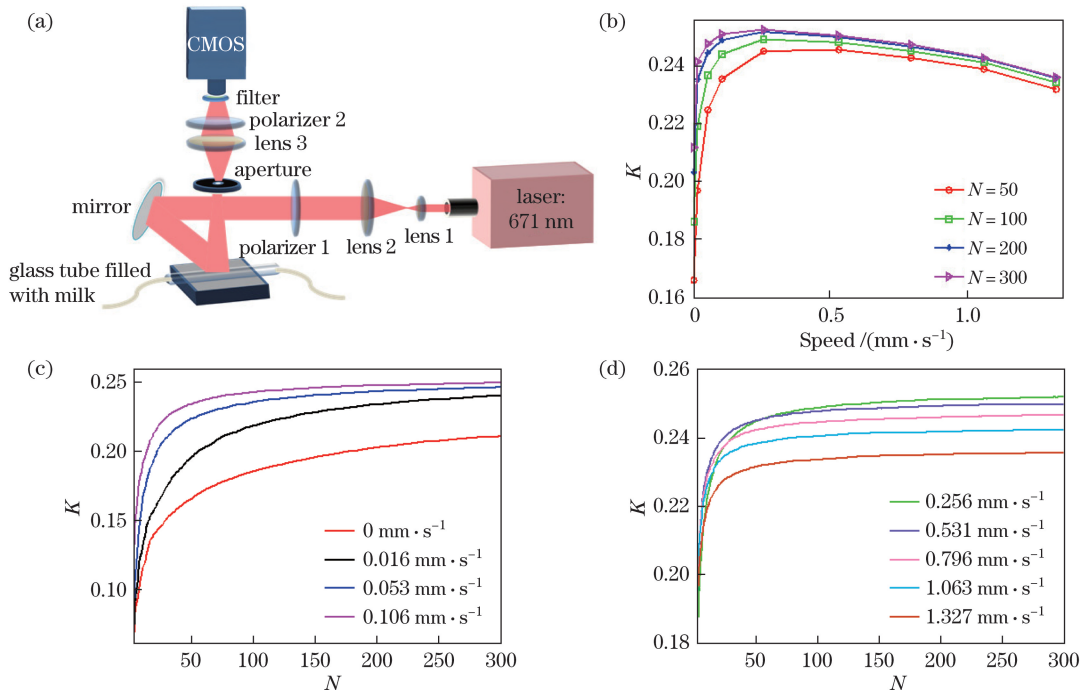 (a)
CMOS
filter
polarizer 2
lens 3
aperture
mirror
polarizer 1
lens 2
lens 1
laser:
671 nm
glass tube filled
with milk
(b)
K
0.24
0.22
0.20
0.18
0.16
0
0.5
1.0
Speed /(mm·s⁻¹)
N = 50
N = 100
N = 200
N = 300
(c)
K
0.25
0.20
0.15
0.10
50
100
150
200
250
300
N
0 mm·s⁻¹
0.016 mm·s⁻¹
0.053 mm·s⁻¹
0.106 mm·s⁻¹
(d)
K
0.26
0.24
0.22
0.20
0.18
50
100
150
200
250
300
N
0.256 mm·s⁻¹
0.531 mm·s⁻¹
0.796 mm·s⁻¹
1.063 mm·s⁻¹
1.327 mm·s⁻¹